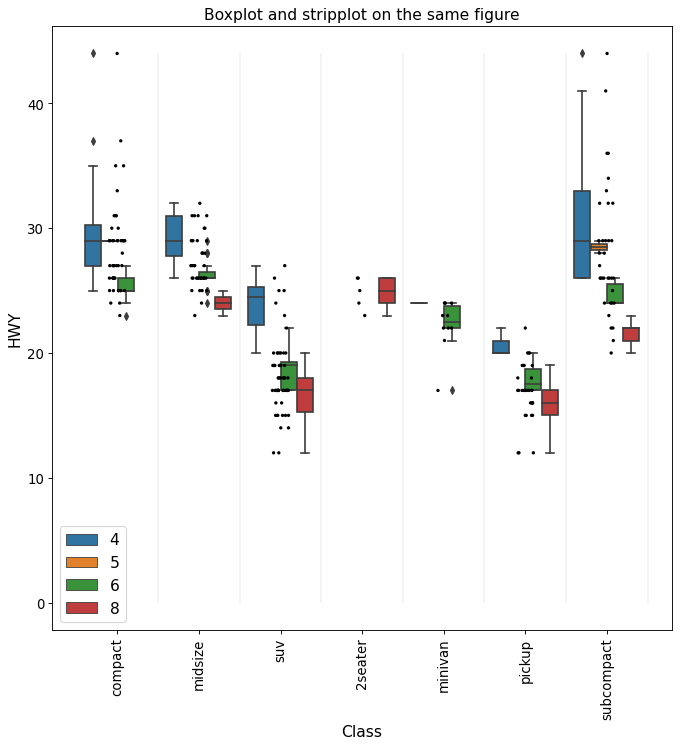 Boxplot and stripplot on the same figure
HWY
40
30
20
10
0
4
5
6
8
compact
midsize
suv
2seater
minivan
pickup
subcompact
Class